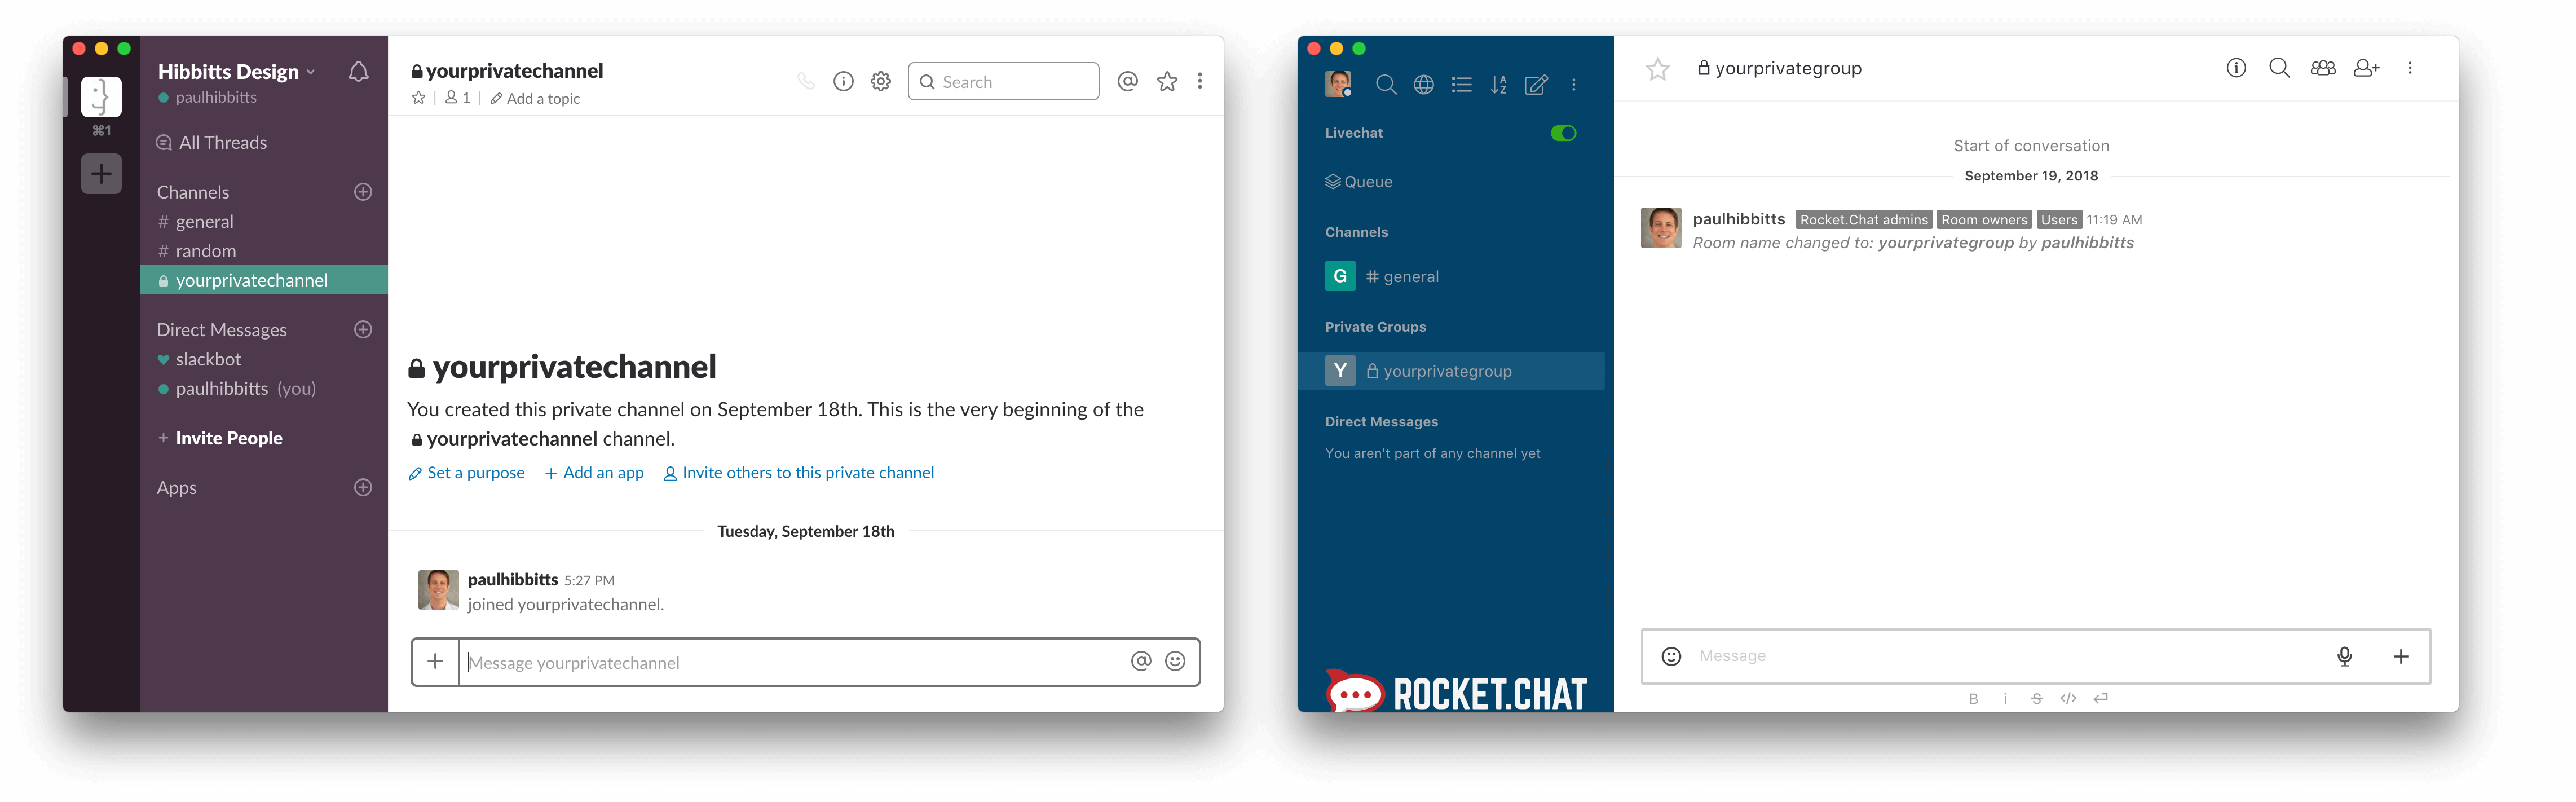 Hibbitts Design
paulhibbitts
⌘1
All Threads
Channels
# general
# random
yourprivatechannel
Direct Messages
slackbot
paulhibbitts (you)
+ Invite People
Apps
yourprivatechannel
1 | Add a topic
Search
yourprivatechannel
You created this private channel on September 18th. This is the very beginning of the
yourprivatechannel channel.
Set a purpose + Add an app Invite others to this private channel
Tuesday, September 18th
paulhibbitts 5:27 PM
joined yourprivatechannel.
Message yourprivatechannel
Livechat
Queue
Channels
G # general
Private Groups
Y yourprivategroup
Direct Messages
You aren't part of any channel yet
ROCKET.CHAT
yourprivategroup
Start of conversation
September 19, 2018
paulhibbitts Rocket.Chat admins Room owners Users 11:19 AM
Room name changed to: yourprivategroup by paulhibbitts
Message
B i S </>